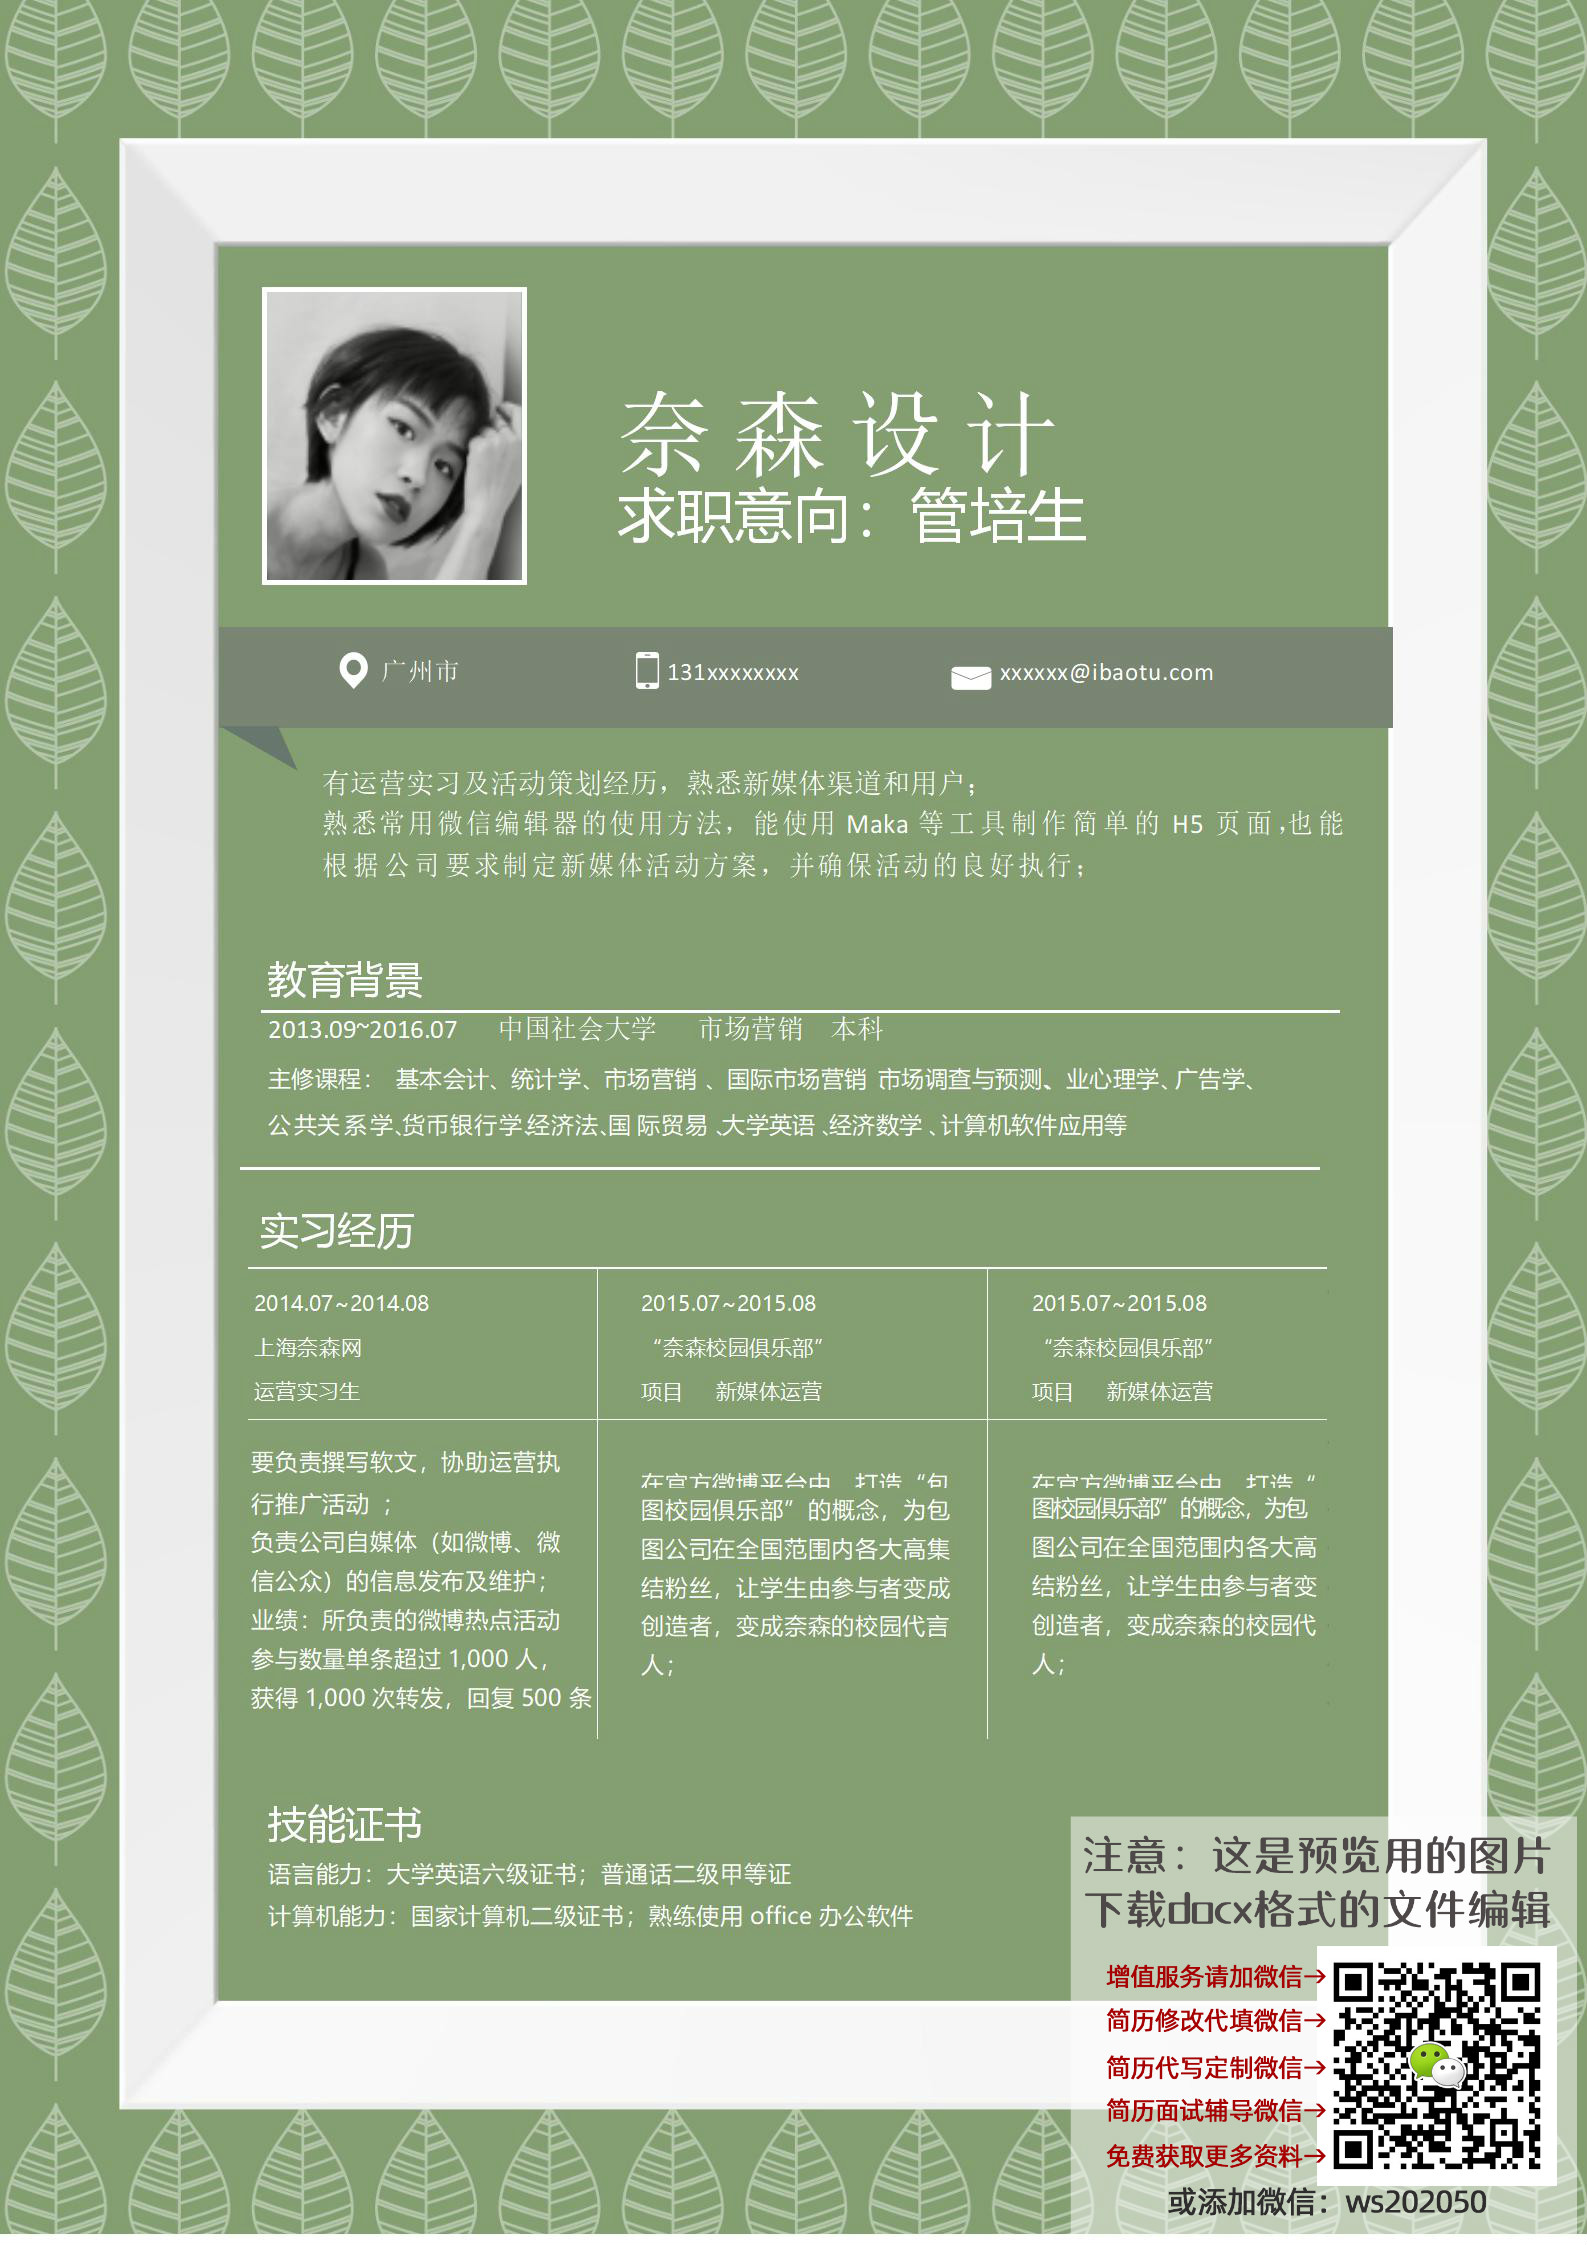 奈森设计
求职意向：管培生
广州市 131xxxxxxxx xxxxxx@ibaotu.com
有运营实习及活动策划经历，熟悉新媒体渠道和用户；
熟悉常用微信编辑器的使用方法，能使用 Maka 等工具制作简单的 H5 页面，也能
根据公司要求制定新媒体活动方案，并确保活动的良好执行；
教育背景
2013.09~2016.07 中国社会大学 市场营销 本科
主修课程： 基本会计、统计学、市场营销 、国际市场营销 市场调查与预测、业心理学、广告学、
公共关系学、货币银行学经济法、国际贸易 、大学英语 、经济数学 、计算机软件应用等
实习经历
2014.07~2014.08
上海奈森网
运营实习生
2015.07~2015.08
“奈森校园俱乐部”
项目 新媒体运营
2015.07~2015.08
“奈森校园俱乐部”
项目 新媒体运营
要负责撰写软文，协助运营执
行推广活动 ；
负责公司自媒体（如微博、微
信公众）的信息发布及维护；
业绩：所负责的微博热点活动
参与数量单条超过 1,000 人，
获得 1,000 次转发，回复 500 条
在官方微博平台中，打造“包
图校园俱乐部”的概念，为包
图公司在全国范围内各大高集
结粉丝，让学生由参与者变成
创造者，变成奈森的校园代言
人；
在官方微博平台中，打造“
图校园俱乐部”的概念，为包
图公司在全国范围内各大高
结粉丝，让学生由参与者变
创造者，变成奈森的校园代
人；
技能证书
语言能力：大学英语六级证书；普通话二级甲等证
计算机能力：国家计算机二级证书；熟练使用 office 办公软件
注意：这是预览用的图片
下载docx格式的文件编辑
增值服务请加微信→
简历修改代填微信→
简历代写定制微信→
简历面试辅导微信→
免费获取更多资料→
或添加微信：ws202050